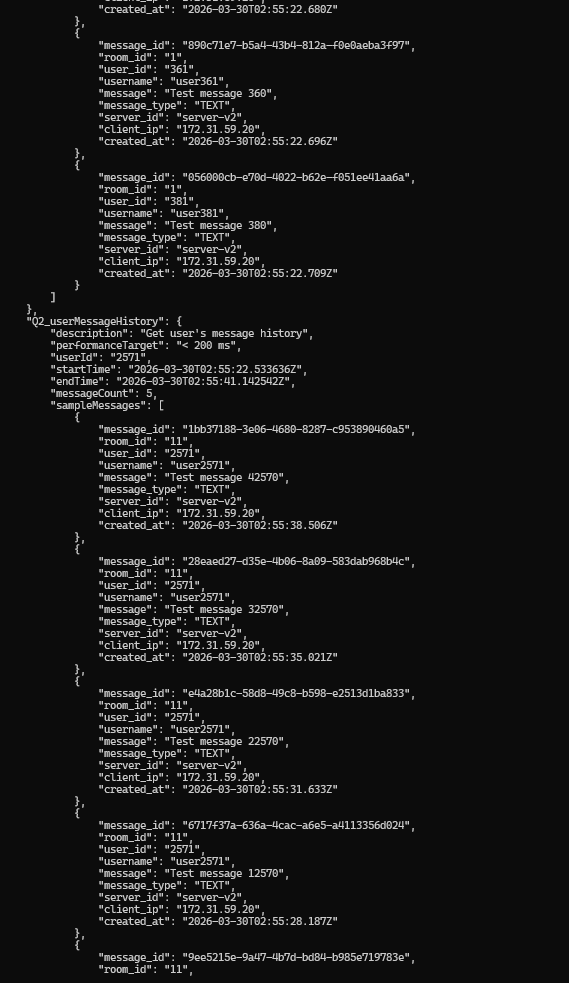 "created_at": "2026-03-30T02:55:22.680Z"
},
{
"message_id": "890c71e7-b5a4-43b4-812a-f0e0aeba3f97",
"room_id": "1",
"user_id": "361",
"username": "user361",
"message": "Test message 360",
"message_type": "TEXT",
"server_id": "server-v2",
"client_ip": "172.31.59.20",
"created_at": "2026-03-30T02:55:22.696Z"
},
{
"message_id": "056000cb-e70d-4022-b62e-f051ee41aa6a",
"room_id": "1",
"user_id": "381",
"username": "user381",
"message": "Test message 380",
"message_type": "TEXT",
"server_id": "server-v2",
"client_ip": "172.31.59.20",
"created_at": "2026-03-30T02:55:22.709Z"
}
]
},
"Q2_userMessageHistory": {
"description": "Get user's message history",
"performanceTarget": "< 200 ms",
"userId": "2571",
"startTime": "2026-03-30T02:55:22.533636Z",
"endTime": "2026-03-30T02:55:41.142542Z",
"messageCount": 5,
"sampleMessages": [
{
"message_id": "1bb37188-3e06-4680-8287-c953890460a5",
"room_id": "11",
"user_id": "2571",
"username": "user2571",
"message": "Test message 42570",
"message_type": "TEXT",
"server_id": "server-v2",
"client_ip": "172.31.59.20",
"created_at": "2026-03-30T02:55:38.506Z"
},
{
"message_id": "28eaed27-d35e-4b06-8a09-583dab968b4c",
"room_id": "11",
"user_id": "2571",
"username": "user2571",
"message": "Test message 32570",
"message_type": "TEXT",
"server_id": "server-v2",
"client_ip": "172.31.59.20",
"created_at": "2026-03-30T02:55:35.021Z"
},
{
"message_id": "e4a28b1c-58d8-49c8-b598-e2513d1ba833",
"room_id": "11",
"user_id": "2571",
"username": "user2571",
"message": "Test message 22570",
"message_type": "TEXT",
"server_id": "server-v2",
"client_ip": "172.31.59.20",
"created_at": "2026-03-30T02:55:31.633Z"
},
{
"message_id": "6717f37a-636a-4cac-a6e5-a4113356d024",
"room_id": "11",
"user_id": "2571",
"username": "user2571",
"message": "Test message 12570",
"message_type": "TEXT",
"server_id": "server-v2",
"client_ip": "172.31.59.20",
"created_at": "2026-03-30T02:55:28.187Z"
},
{
"message_id": "9ee5215e-9a47-4b7d-bd84-b985e719783e",
"room_id": "11",